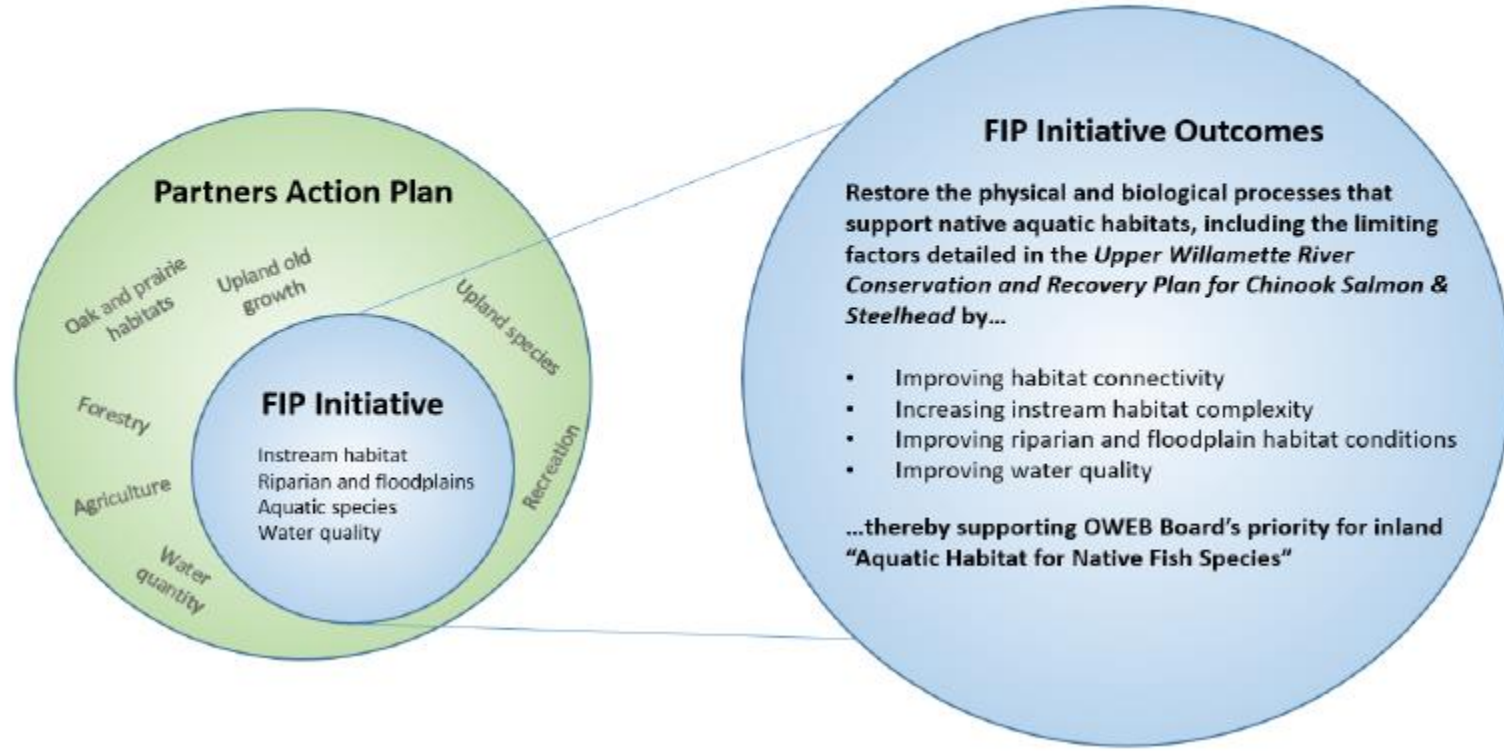 Partners Action Plan
Oak and prairie
habitats
Upland old
growth
Upland species
Forestry
Agriculture
Water
quantity
Recreation
FIP Initiative
Instream habitat
Riparian and floodplains
Aquatic species
Water quality
FIP Initiative Outcomes
Restore the physical and biological processes that
support native aquatic habitats, including the limiting
factors detailed in the Upper Willamette River
Conservation and Recovery Plan for Chinook Salmon &
Steelhead by...
• Improving habitat connectivity
• Increasing instream habitat complexity
• Improving riparian and floodplain habitat conditions
• Improving water quality
...thereby supporting OWEB Board's priority for inland
"Aquatic Habitat for Native Fish Species"